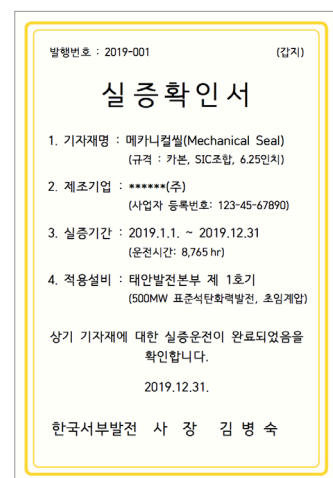 발행번호 : 2019-001 (갑지)
실증확인서
1. 기자재명 : 메카니컬씰(Mechanical Seal)
(규격 : 카본, SIC조합, 6.25인치)
2. 제조기업 : ******(주)
(사업자 등록번호: 123-45-67890)
3. 실증기간 : 2019.1.1. ~ 2019.12.31
(운전시간: 8,765 hr)
4. 적용설비 : 태안발전본부 제 1호기
(500MW 표준석탄화력발전, 초임계압)
상기 기자재에 대한 실증운전이 완료되었음을
확인합니다.
2019.12.31.
한국서부발전 사 장 김 병 숙